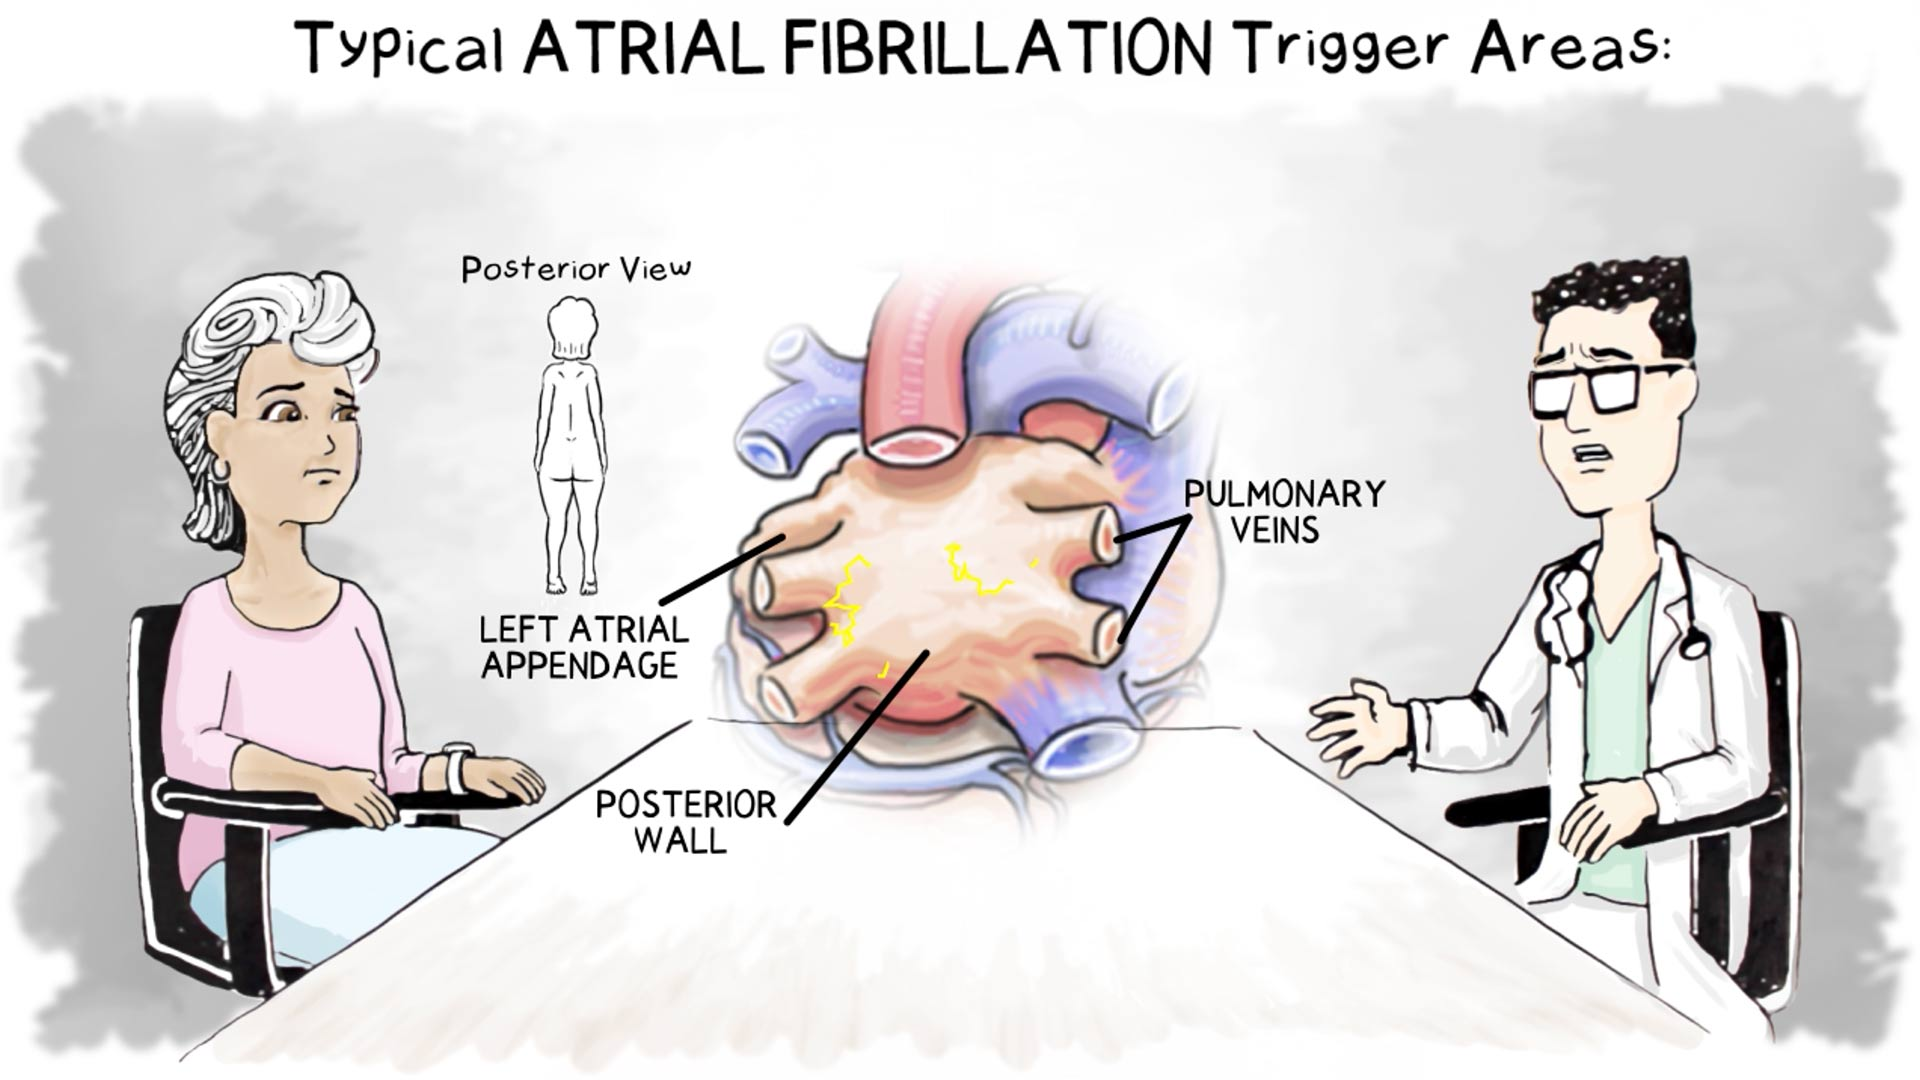 Typical ATRIAL FIBRILLATION Trigger Areas:
Posterior View
PULMONARY
VEINS
LEFT ATRIAL
APPENDAGE
POSTERIOR
WALL